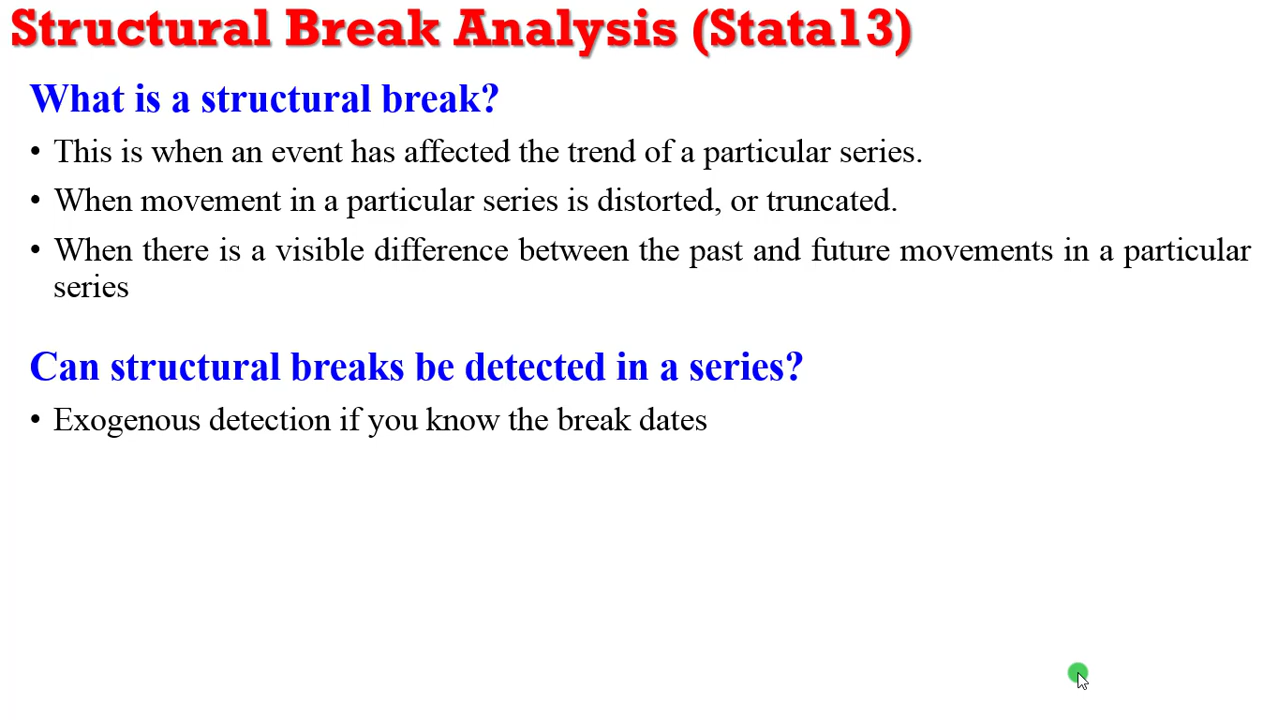 Structural Break Analysis (Stata13)
What is a structural break?
• This is when an event has affected the trend of a particular series.
• When movement in a particular series is distorted, or truncated.
• When there is a visible difference between the past and future movements in a particular
series
Can structural breaks be detected in a series?
• Exogenous detection if you know the break dates